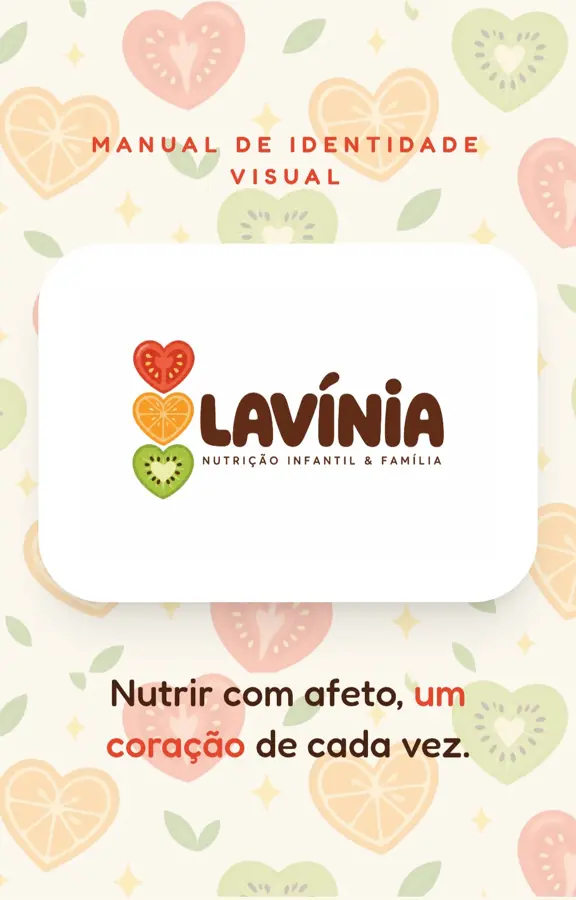 MANUAL DE IDENTIDADE
VISUAL
LAVÍNIA
NUTRIÇÃO INFANTIL & FAMÍLIA
Nutrir com afeto, um
coração de cada vez.